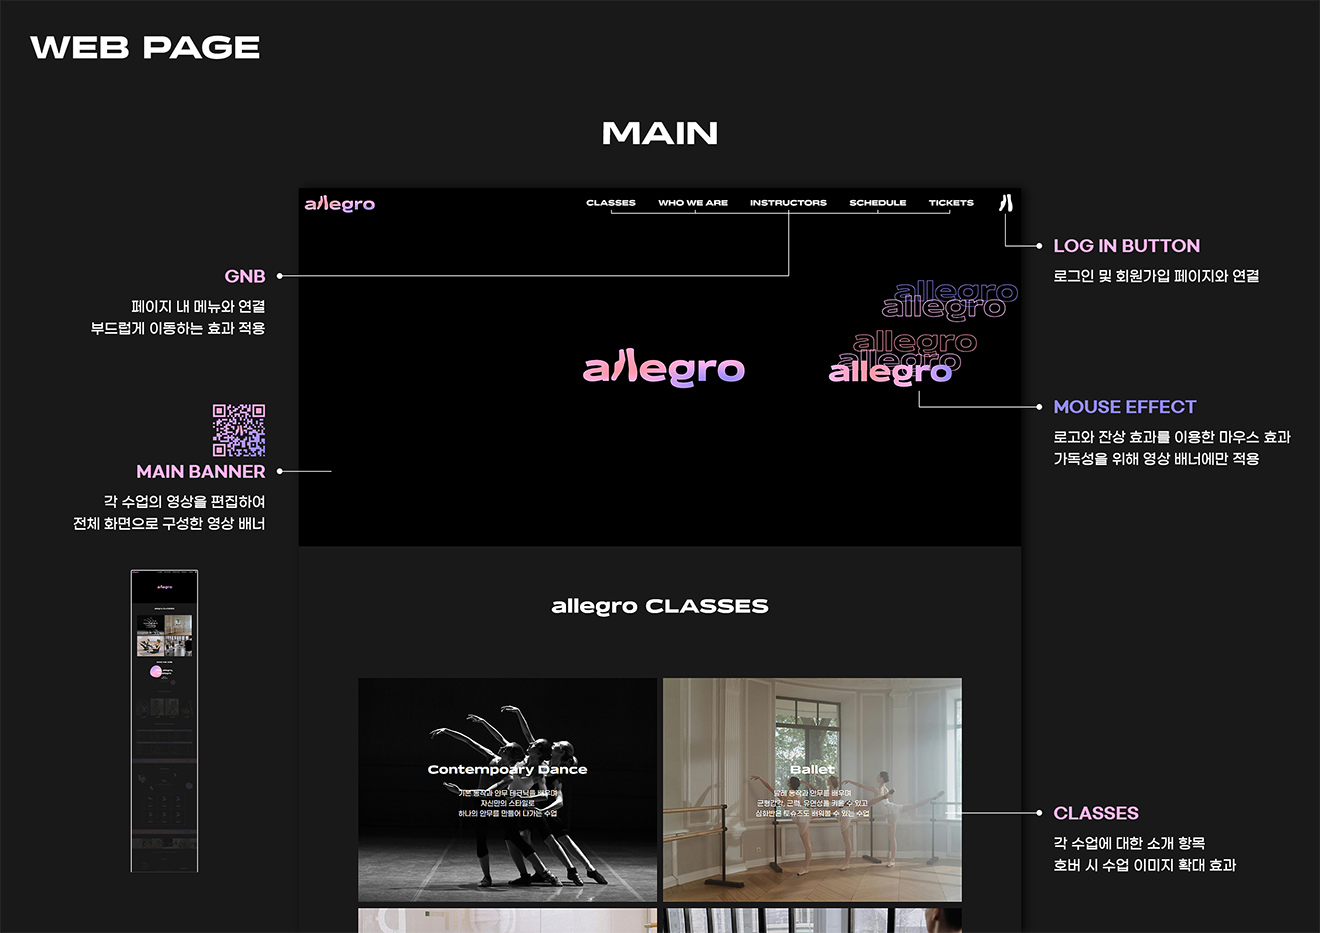 WEB PAGE
MAIN
allegro
CLASSES WHO WE ARE INSTRUCTORS SCHEDULE TICKETS
LOG IN BUTTON
로그인 및 회원가입 페이지와 연결
GNB
페이지 내 메뉴와 연결
부드럽게 이동하는 효과 적용
allegro
allegro
allegro
allegro
allegro
allegro
MOUSE EFFECT
로고와 잔상 효과를 이용한 마우스 효과
가독성을 위해 영상 배너에만 적용
MAIN BANNER
각 수업의 영상을 편집하여
전체 화면으로 구성한 영상 배너
allegro CLASSES
Contempoary Dance
기본 동작과 안무 테크닉를 배우며
자신만의 스타일로
하나의 안무를 만들어 다가는 수업
Ballet
발레 동작과 안무를 배우며
균형감각, 근력, 유연성를 키울 수 있고
심화반은 토슈즈도 배워볼 수 있는 수업
CLASSES
각 수업에 대한 소개 항목
호버 시 수업 이미지 확대 효과